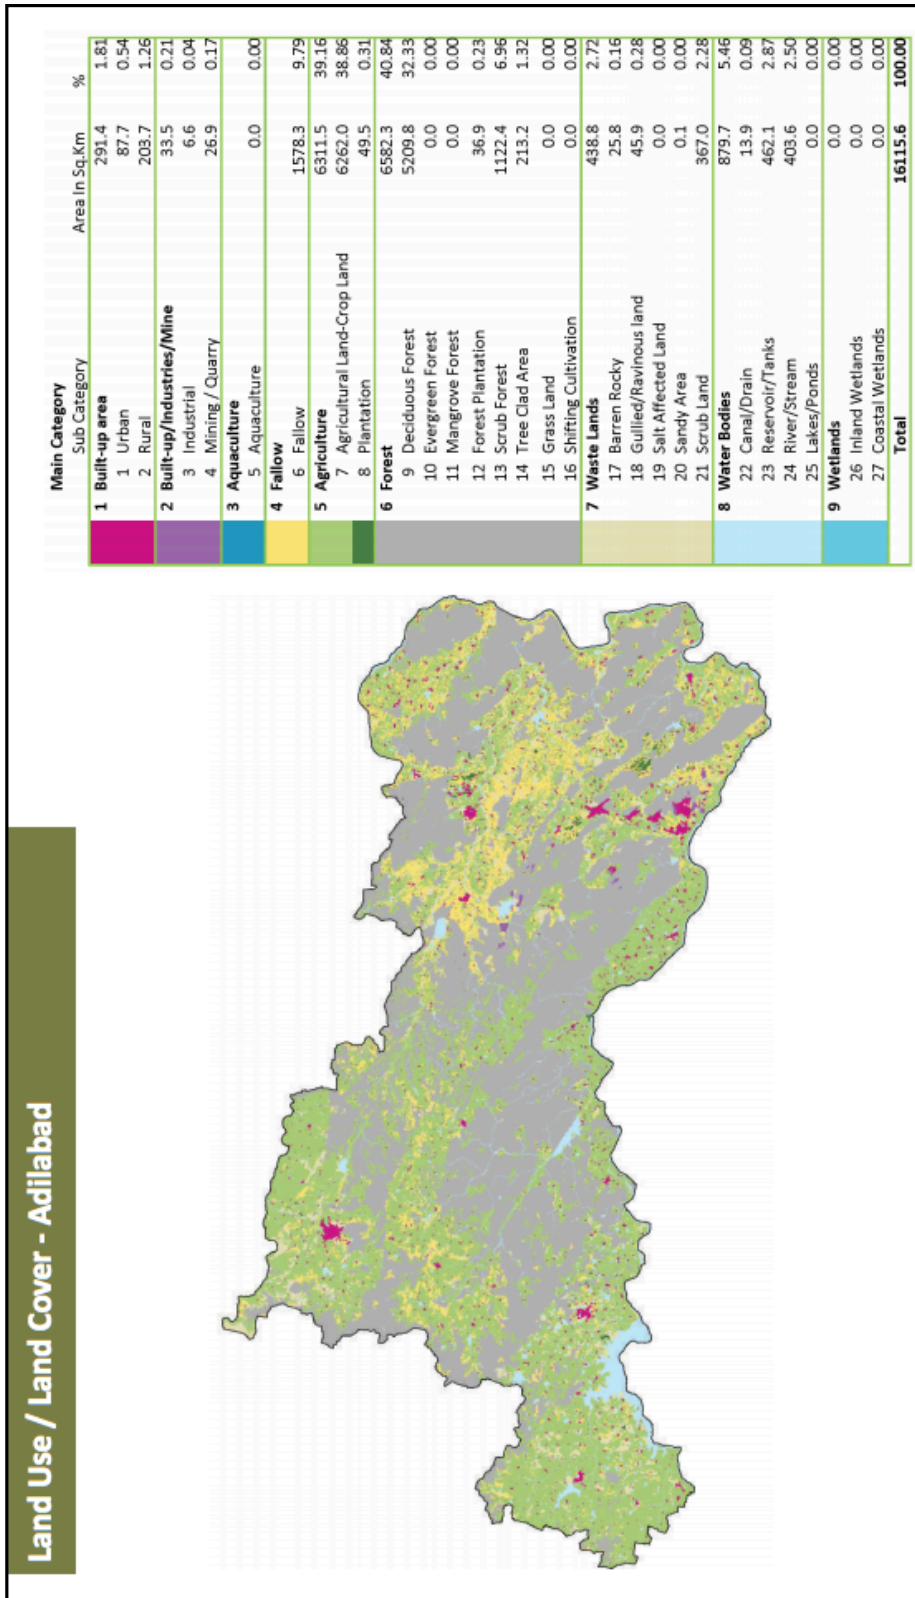 Land Use / Land Cover - Adilabad
Main Category
Sub Category Area In Sq.Km %
1 Built-up area 291.4 1.81
1 Urban 87.7 0.54
2 Rural 203.7 1.26
2 Built-up/Industries/Mine 33.5 0.21
3 Industrial 6.6 0.04
4 Mining / Quarry 26.9 0.17
3 Aquaculture
5 Aquaculture 0.0 0.00
4 Fallow
6 Fallow 1578.3 9.79
5 Agriculture 6311.5 39.16
7 Agricultural Land-Crop Land 6262.0 38.86
8 Plantation 49.5 0.31
6 Forest 6582.3 40.84
9 Deciduous Forest 5209.8 32.33
10 Evergreen Forest 0.0 0.00
11 Mangrove Forest 0.0 0.00
12 Forest Plantation 36.9 0.23
13 Scrub Forest 1122.4 6.96
14 Tree Clad Area 213.2 1.32
15 Grass Land 0.0 0.00
16 Shifting Cultivation 0.0 0.00
7 Waste Lands 438.8 2.72
17 Barren Rocky 25.8 0.16
18 Gullied/Ravinous land 45.9 0.28
19 Salt Affected Land 0.0 0.00
20 Sandy Area 0.1 0.00
21 Scrub Land 367.0 2.28
8 Water Bodies 879.7 5.46
22 Canal/Drain 13.9 0.09
23 Reservoir/Tanks 462.1 2.87
24 River/Stream 403.6 2.50
25 Lakes/Ponds 0.0 0.00
9 Wetlands 0.0 0.00
26 Inland Wetlands 0.0 0.00
27 Coastal Wetlands 0.0 0.00
Total 16115.6 100.00